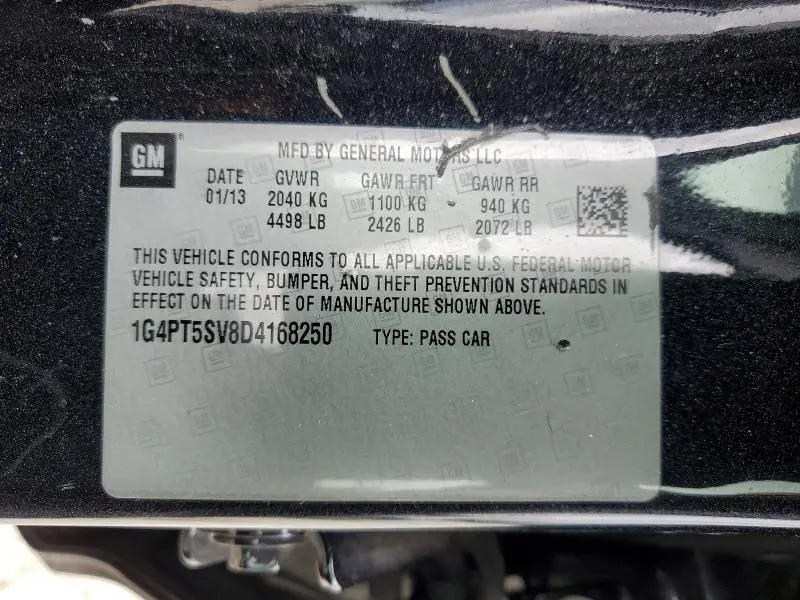 GM
MFD BY GENERAL MOTORS LLC
DATE GVWR GAWR FRT GAWR RR
01/13 2040 KG 1100 KG 940 KG
4498 LB 2426 LB 2072 LB
THIS VEHICLE CONFORMS TO ALL APPLICABLE U.S. FEDERAL MOTOR
VEHICLE SAFETY, BUMPER, AND THEFT PREVENTION STANDARDS IN
EFFECT ON THE DATE OF MANUFACTURE SHOWN ABOVE.
1G4PT5SV8D4168250 TYPE: PASS CAR